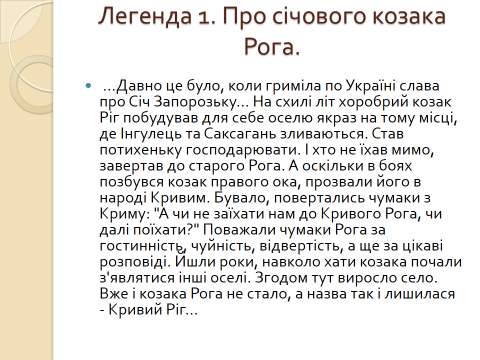 Легенда 1. Про січового козака
Рога.
…Давно це було, коли гриміла по Україні слава
про Січ Запорозьку… На схилі літ хоробрий козак
Ріг побудував для себе оселю якраз на тому місці,
де Інгулець та Саксагань зливаються. Став
потихеньку господарювати. І хто не їхав мимо,
завертав до старого Рога. А оскільки в боях
позбувся козак правого ока, прозвали його в
народі Кривим. Бувало, повертались чумаки з
Криму: "А чи не заїхати нам до Кривого Рога, чи
далі поїхати?" Поважали чумаки Рога за
гостинність, чуйність, відвертість, а ще за цікаві
розповіді. Йшли роки, навколо хати козака почали
з'являтися інші оселі. Згодом тут виросло село.
Вже і козака Рога не стало, а назва так і лишилася
- Кривий Ріг…